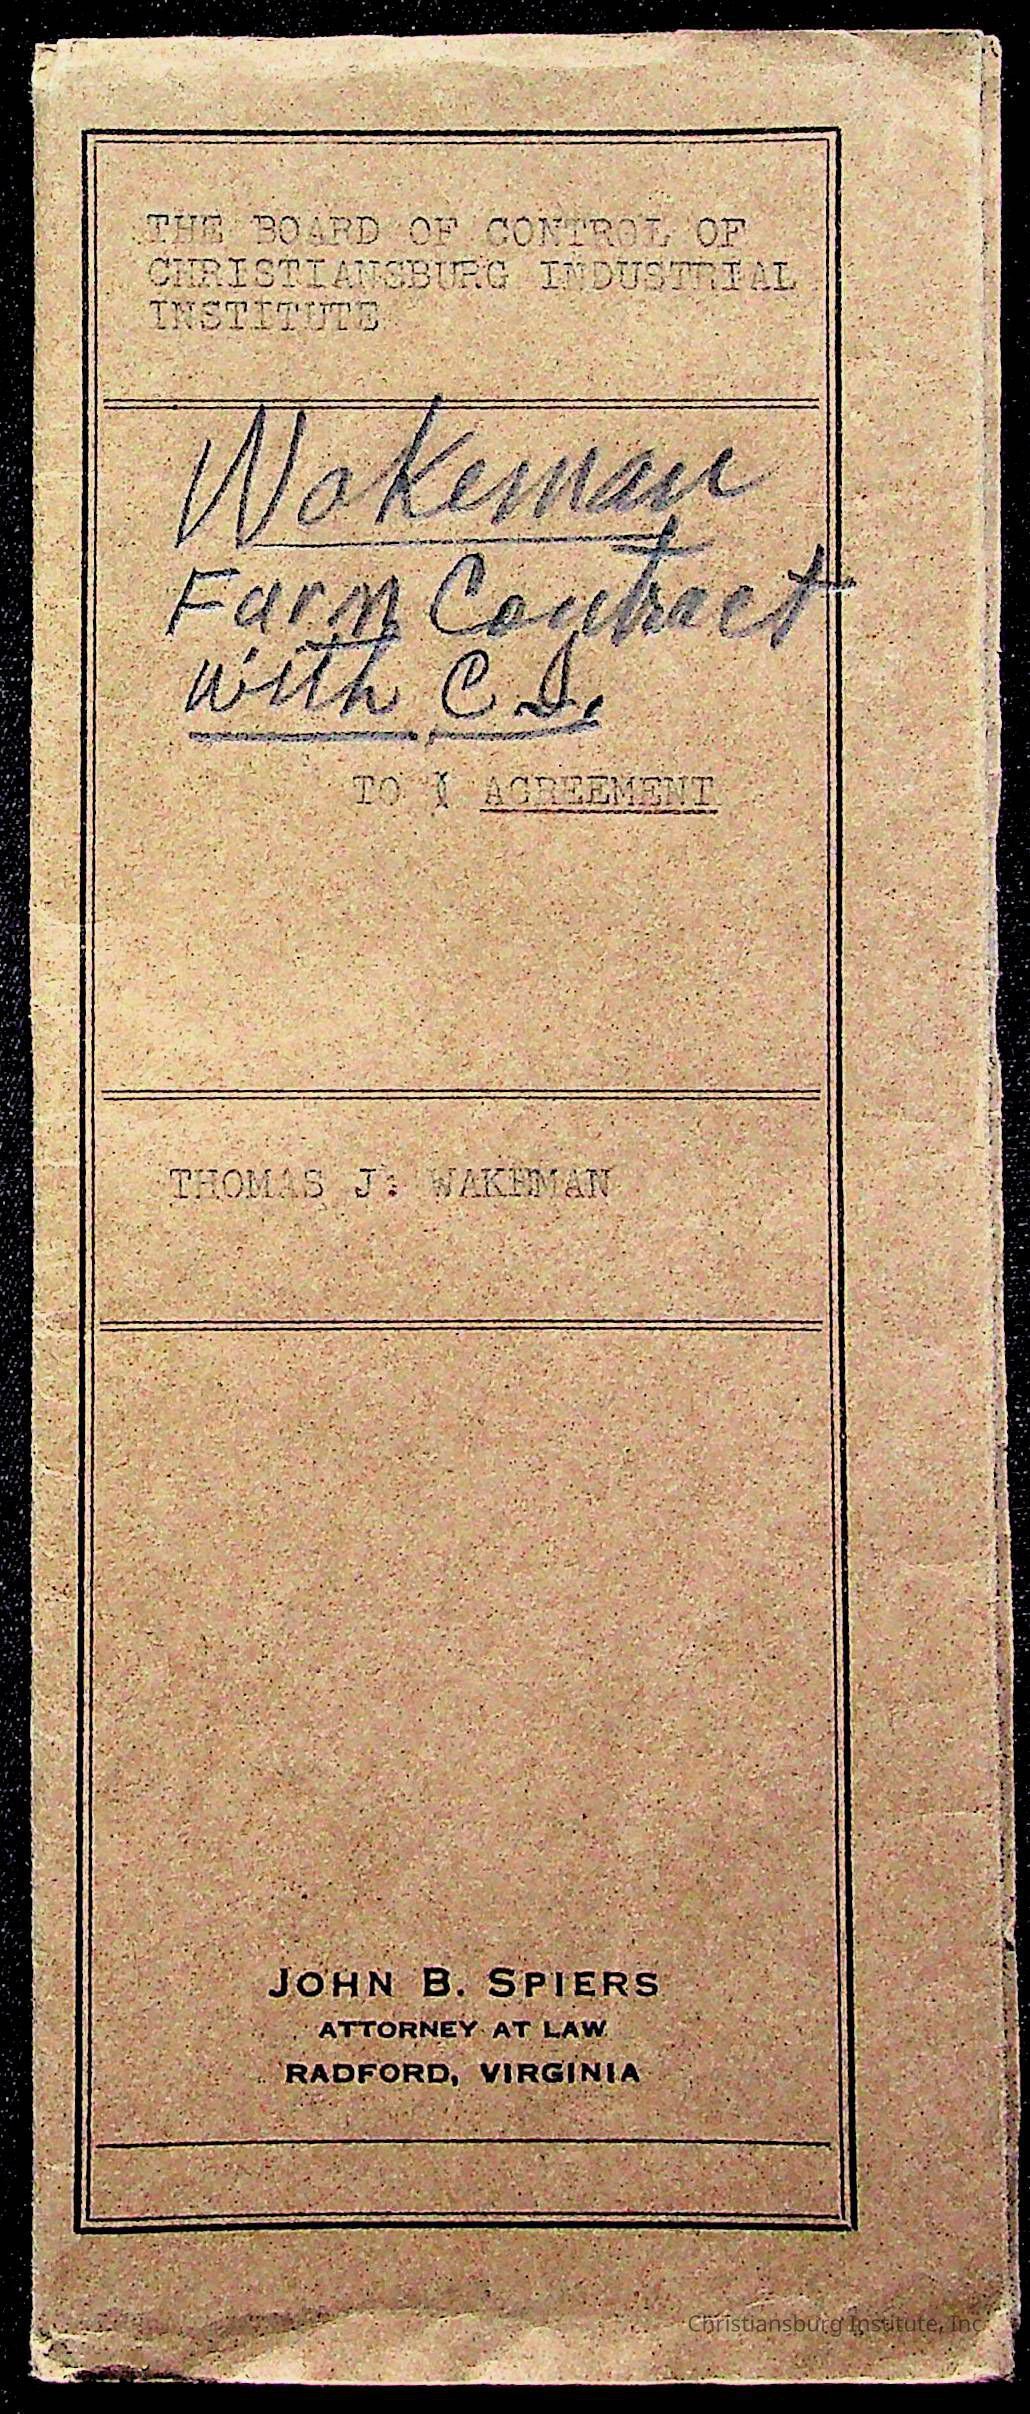 THE BOARD OF CONTROL OF
CHRISTIANSBURG INDUSTRIAL
INSTITUTE
Wakeman
Farm Contract
with C.I.
TO ( AGREEMENT
THOMAS J: WAKEMAN
JOHN B. SPIERS
ATTORNEY AT LAW
RADFORD, VIRGINIA
Christiansburg Institute, Inc